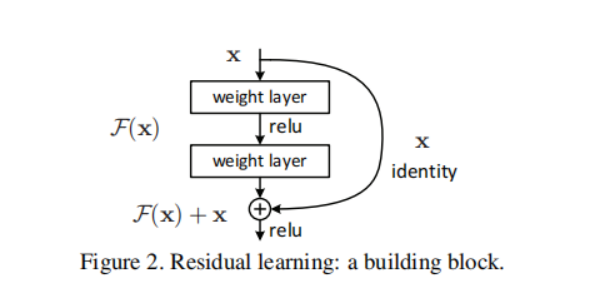 x
weight layer
relu
F(x)
weight layer
x
identity
F(x) + x
+
relu
Figure 2. Residual learning: a building block.